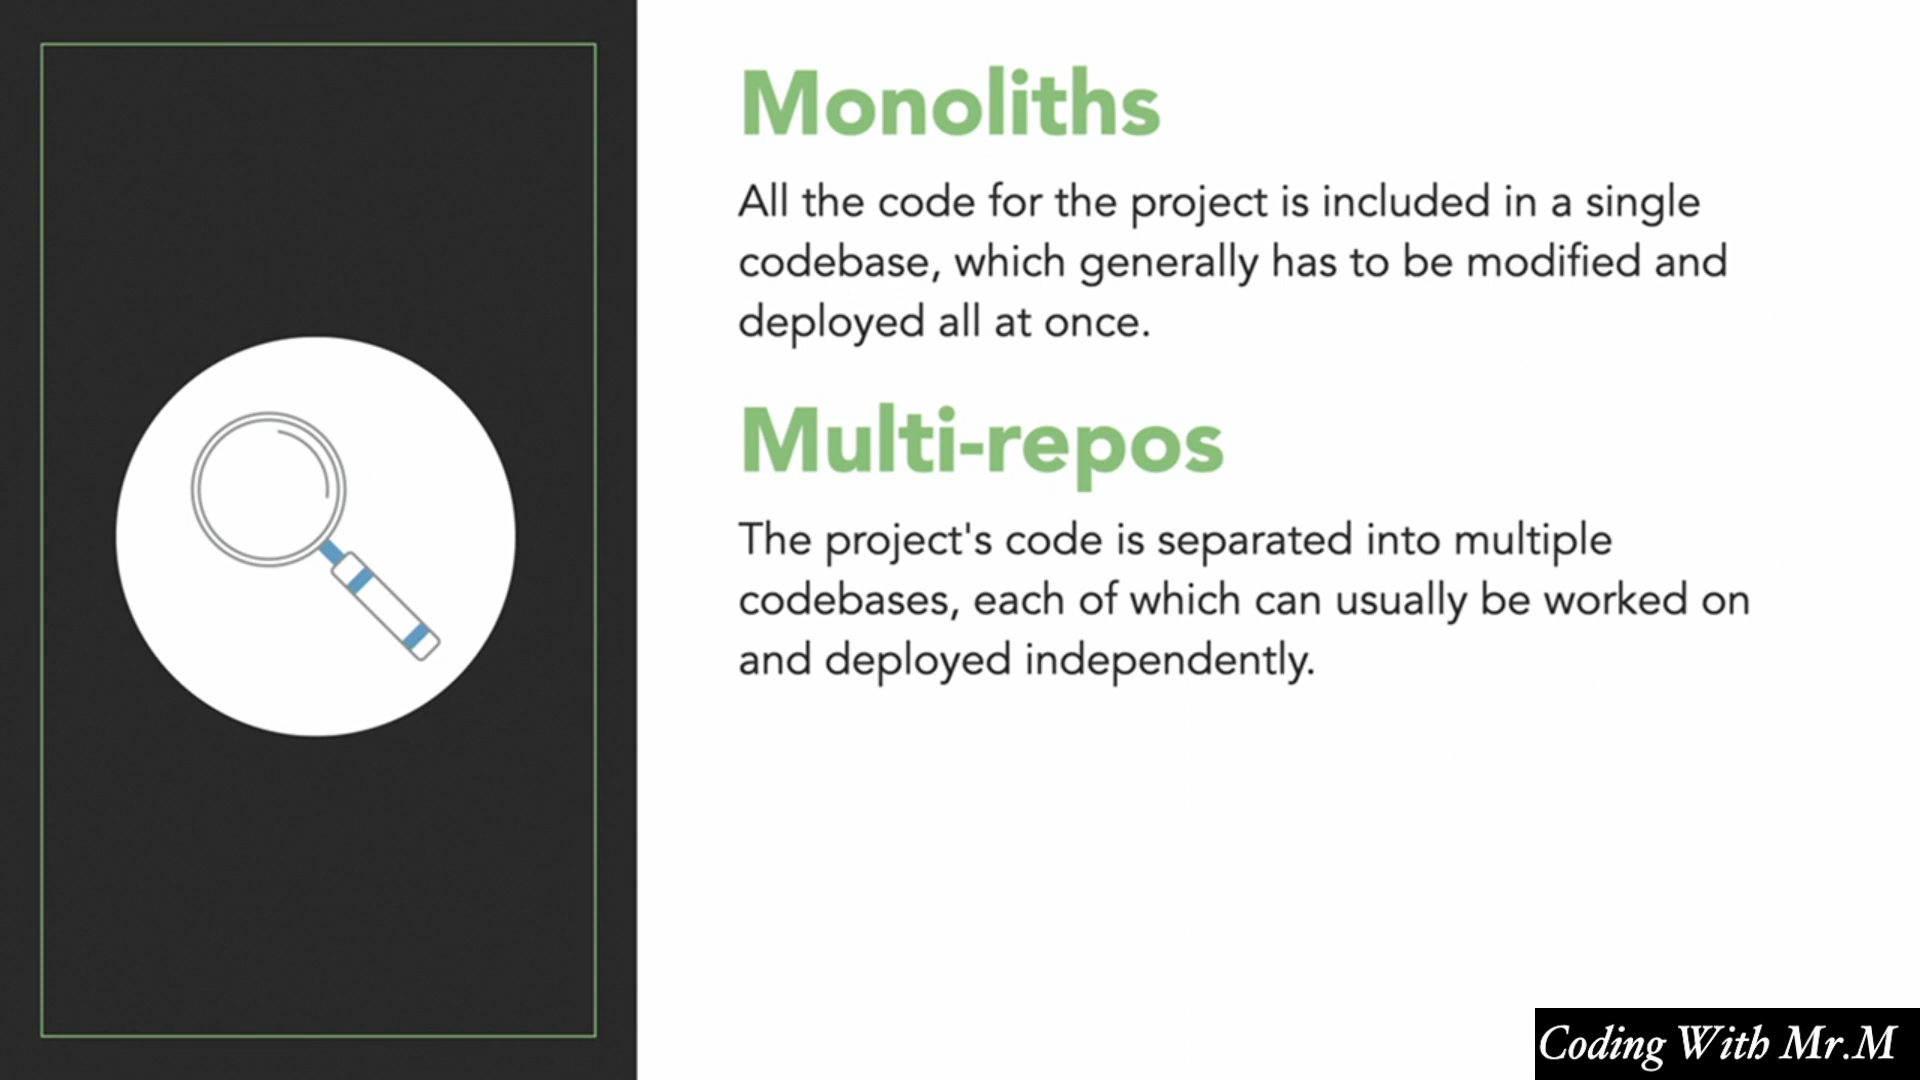 Monoliths
All the code for the project is included in a single
codebase, which generally has to be modified and
deployed all at once.
Multi-repos
The project's code is separated into multiple
codebases, each of which can usually be worked on
and deployed independently.
Coding With Mr.M